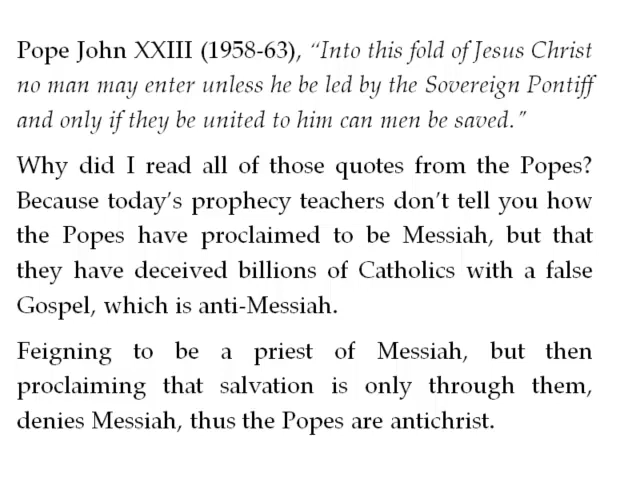 Pope John XXIII (1958-63), “Into this fold of Jesus Christ
no man may enter unless he be led by the Sovereign Pontiff
and only if they be united to him can men be saved.”
Why did I read all of those quotes from the Popes?
Because today’s prophecy teachers don’t tell you how
the Popes have proclaimed to be Messiah, but that
they have deceived billions of Catholics with a false
Gospel, which is anti-Messiah.
Feigning to be a priest of Messiah, but then
proclaiming that salvation is only through them,
denies Messiah, thus the Popes are antichrist.